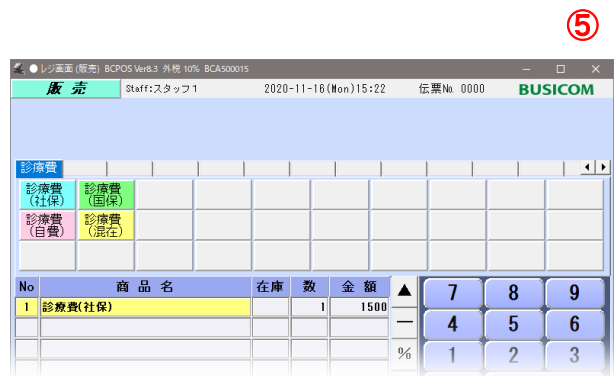 ⑤
レジ画面 (販売) BCPOS Ver8.3 外税 10% BCA500015
販 売 Staff:スタッフ1 2020-11-16(Mon)15:22 伝票No. 0000 BUSICOM
診療費
診療費(社保) 診療費(国保)
診療費(自費) 診療費(混在)
No 商 品 名 在庫 数 金 額 ▲ 7 8 9
1 診療費(社保) 1 1500
― 4 5 6
% 1 2 3